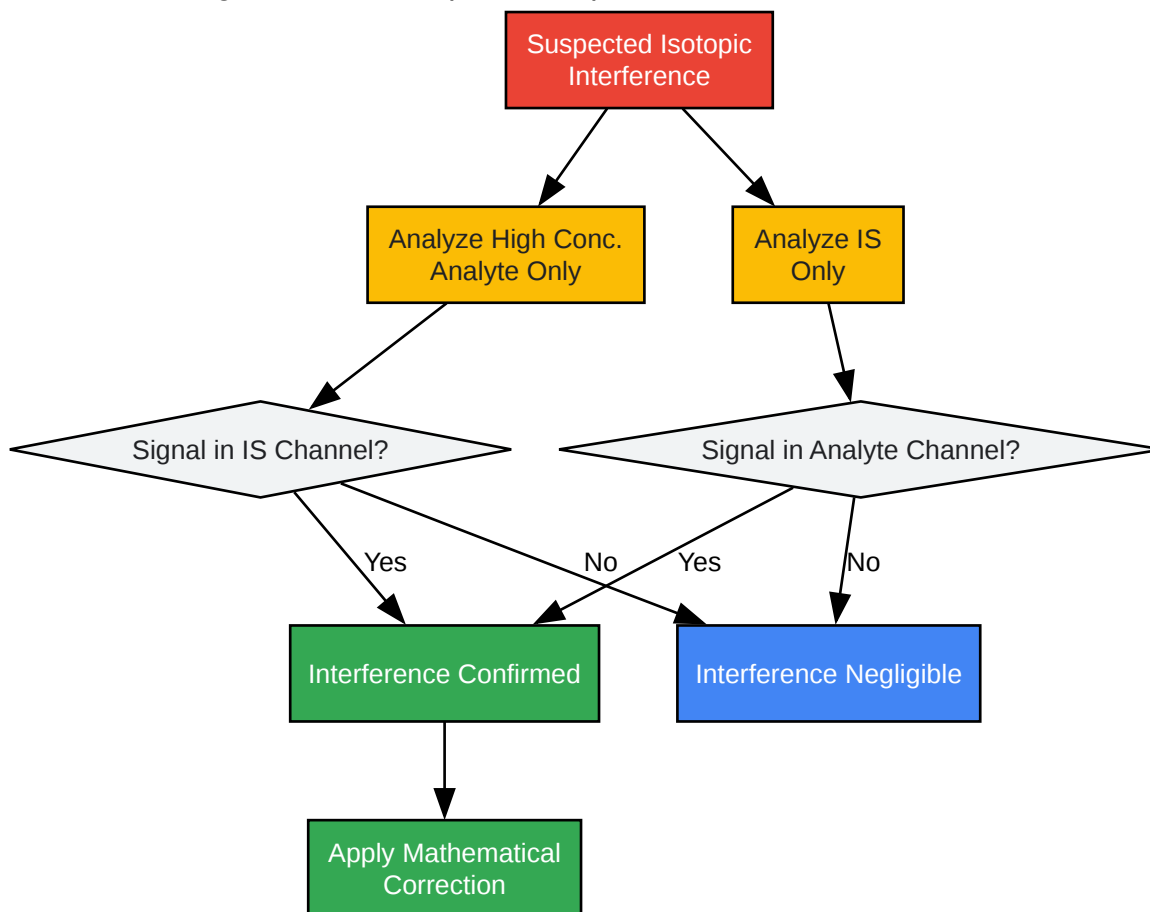 Suspected Isotopic
Interference
Analyze High Conc.
Analyte Only
Analyze IS
Only
Signal in IS Channel?
Signal in Analyte Channel?
Yes
No
Yes
No
Interference Confirmed
Interference Negligible
Apply Mathematical
Correction